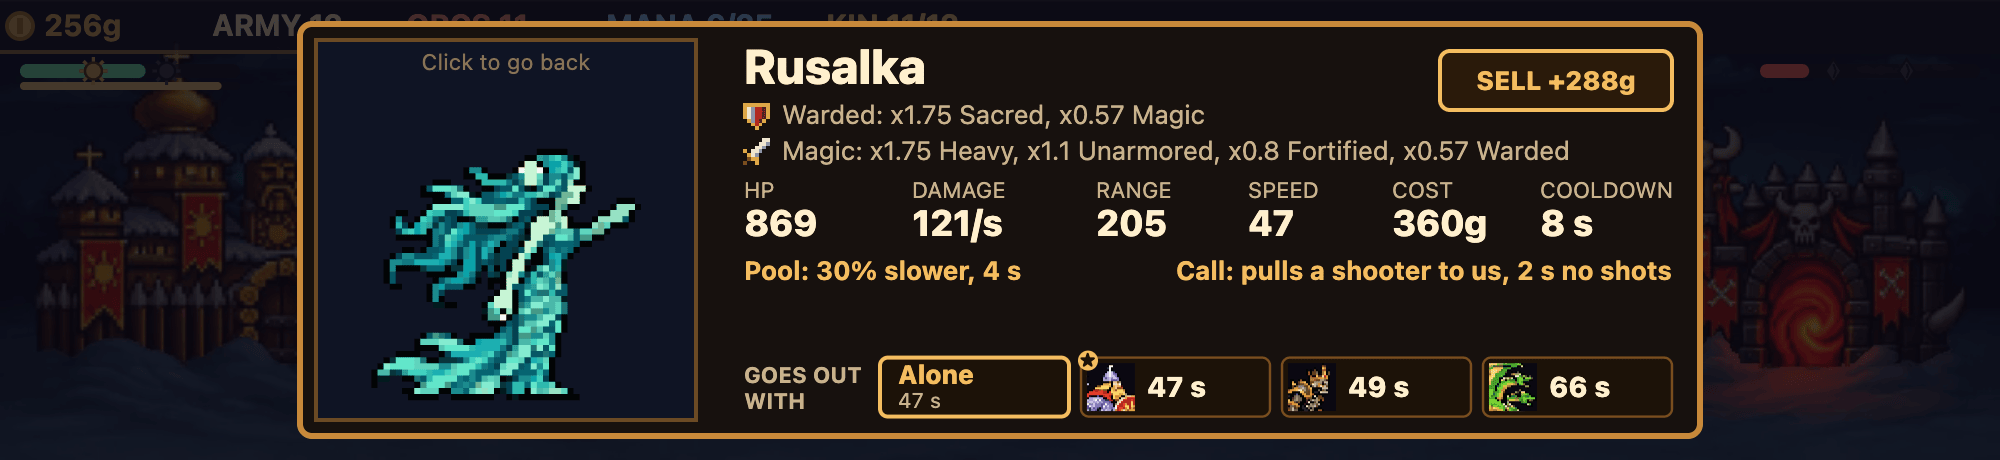 256g
ARMY
Click to go back
Rusalka
SELL +288g
Warded: x1.75 Sacred, x0.57 Magic
Magic: x1.75 Heavy, x1.1 Unarmored, x0.8 Fortified, x0.57 Warded
HP DAMAGE RANGE SPEED COST COOLDOWN
869 121/s 205 47 360g 8 s
Pool: 30% slower, 4 s Call: pulls a shooter to us, 2 s no shots
GOES OUT WITH
Alone
47 s
47 s
49 s
66 s